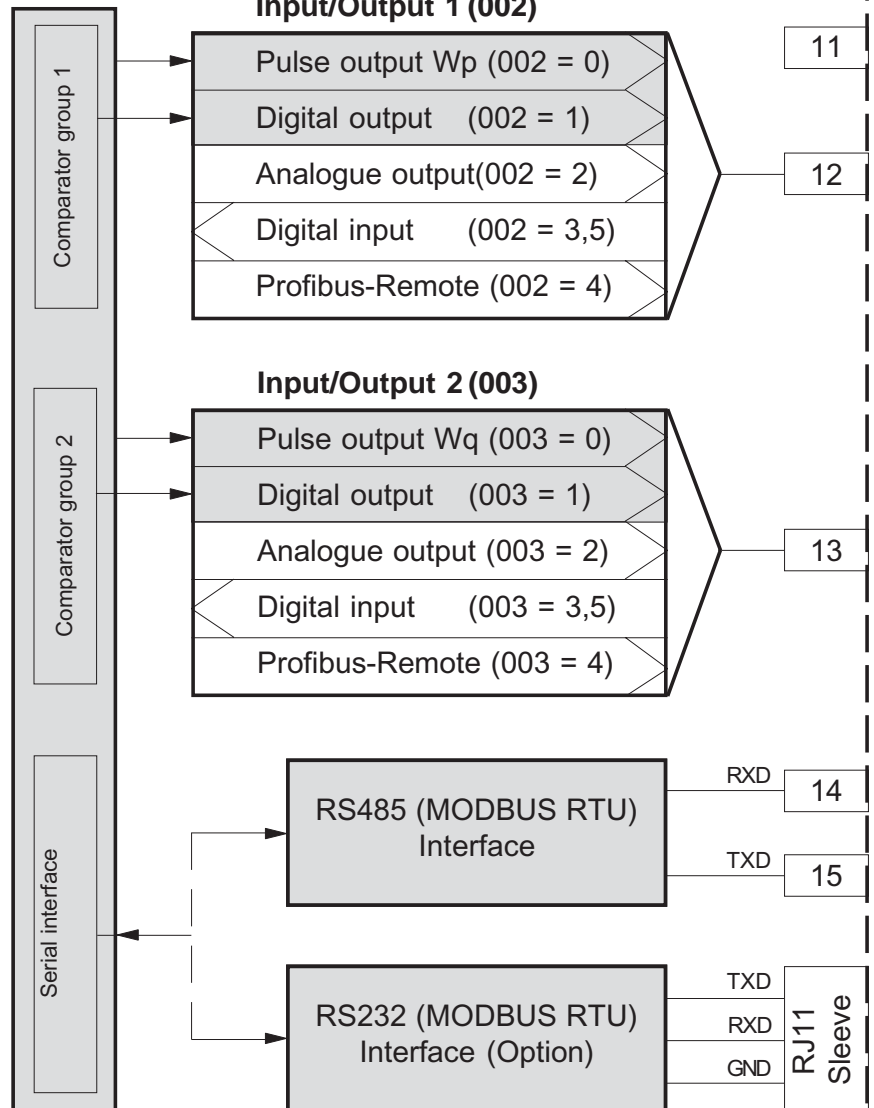 Input/Output 1 (002)
Comparator group 1
Pulse output Wp (002 = 0)
Digital output (002 = 1)
Analogue output(002 = 2)
Digital input (002 = 3,5)
Profibus-Remote (002 = 4)
11
12
Input/Output 2 (003)
Comparator group 2
Pulse output Wq (003 = 0)
Digital output (003 = 1)
Analogue output (003 = 2)
Digital input (003 = 3,5)
Profibus-Remote (003 = 4)
13
Serial interface
RS485 (MODBUS RTU)
Interface
RXD
14
TXD
15
RS232 (MODBUS RTU)
Interface (Option)
TXD
RXD
GND
RJ11
Sleeve